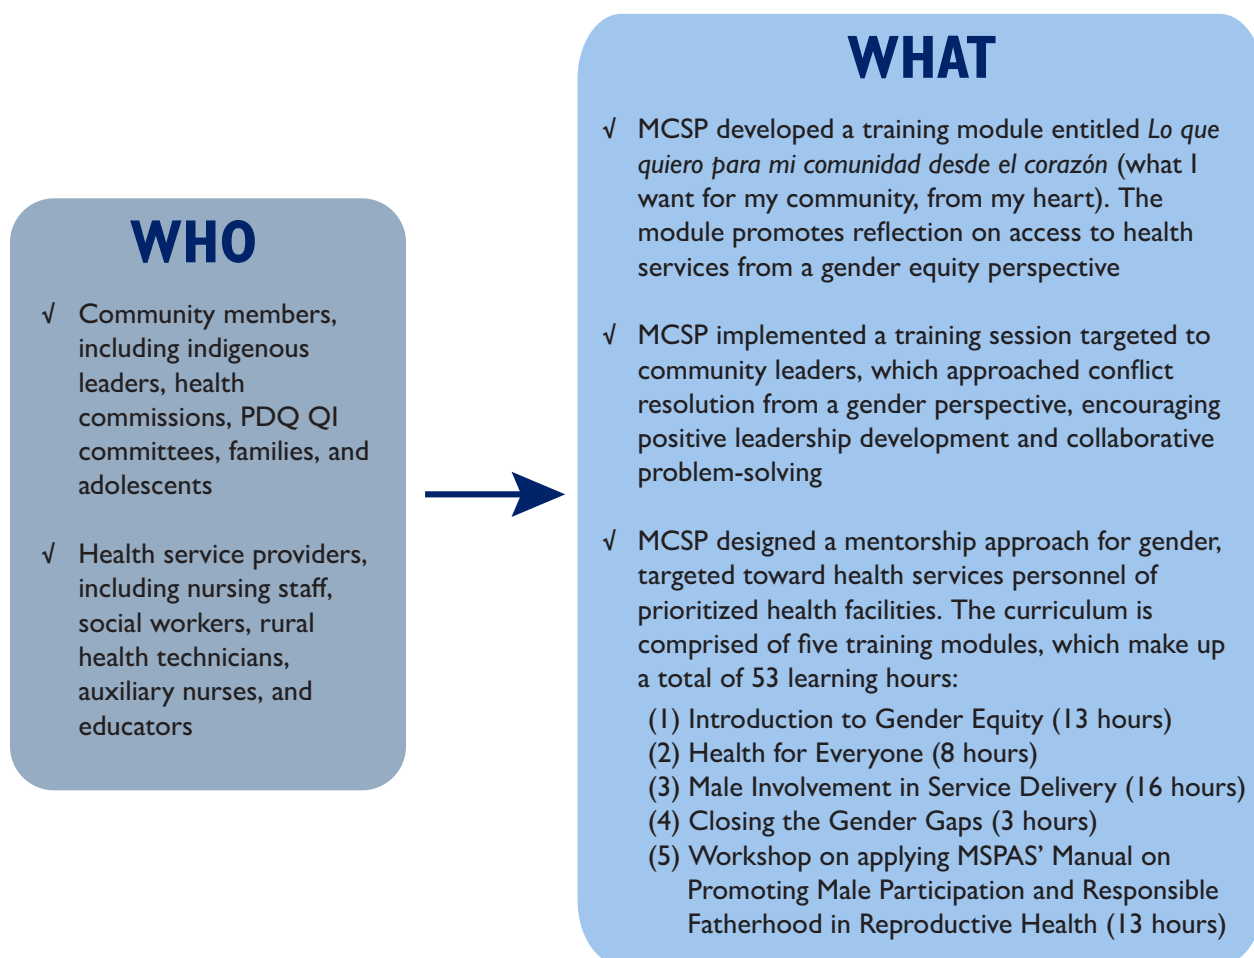 WHO
√ Community members,
including indigenous
leaders, health
commissions, PDQ QI
committees, families, and
adolescents
√ Health service providers,
including nursing staff,
social workers, rural
health technicians,
auxiliary nurses, and
educators
WHAT
√ MCSP developed a training module entitled Lo que
quiero para mi comunidad desde el corazón (what I
want for my community, from my heart). The
module promotes reflection on access to health
services from a gender equity perspective
√ MCSP implemented a training session targeted to
community leaders, which approached conflict
resolution from a gender perspective, encouraging
positive leadership development and collaborative
problem-solving
√ MCSP designed a mentorship approach for gender,
targeted toward health services personnel of
prioritized health facilities. The curriculum is
comprised of five training modules, which make up
a total of 53 learning hours:
(1) Introduction to Gender Equity (13 hours)
(2) Health for Everyone (8 hours)
(3) Male Involvement in Service Delivery (16 hours)
(4) Closing the Gender Gaps (3 hours)
(5) Workshop on applying MSPAS’ Manual on
Promoting Male Participation and Responsible
Fatherhood in Reproductive Health (13 hours)